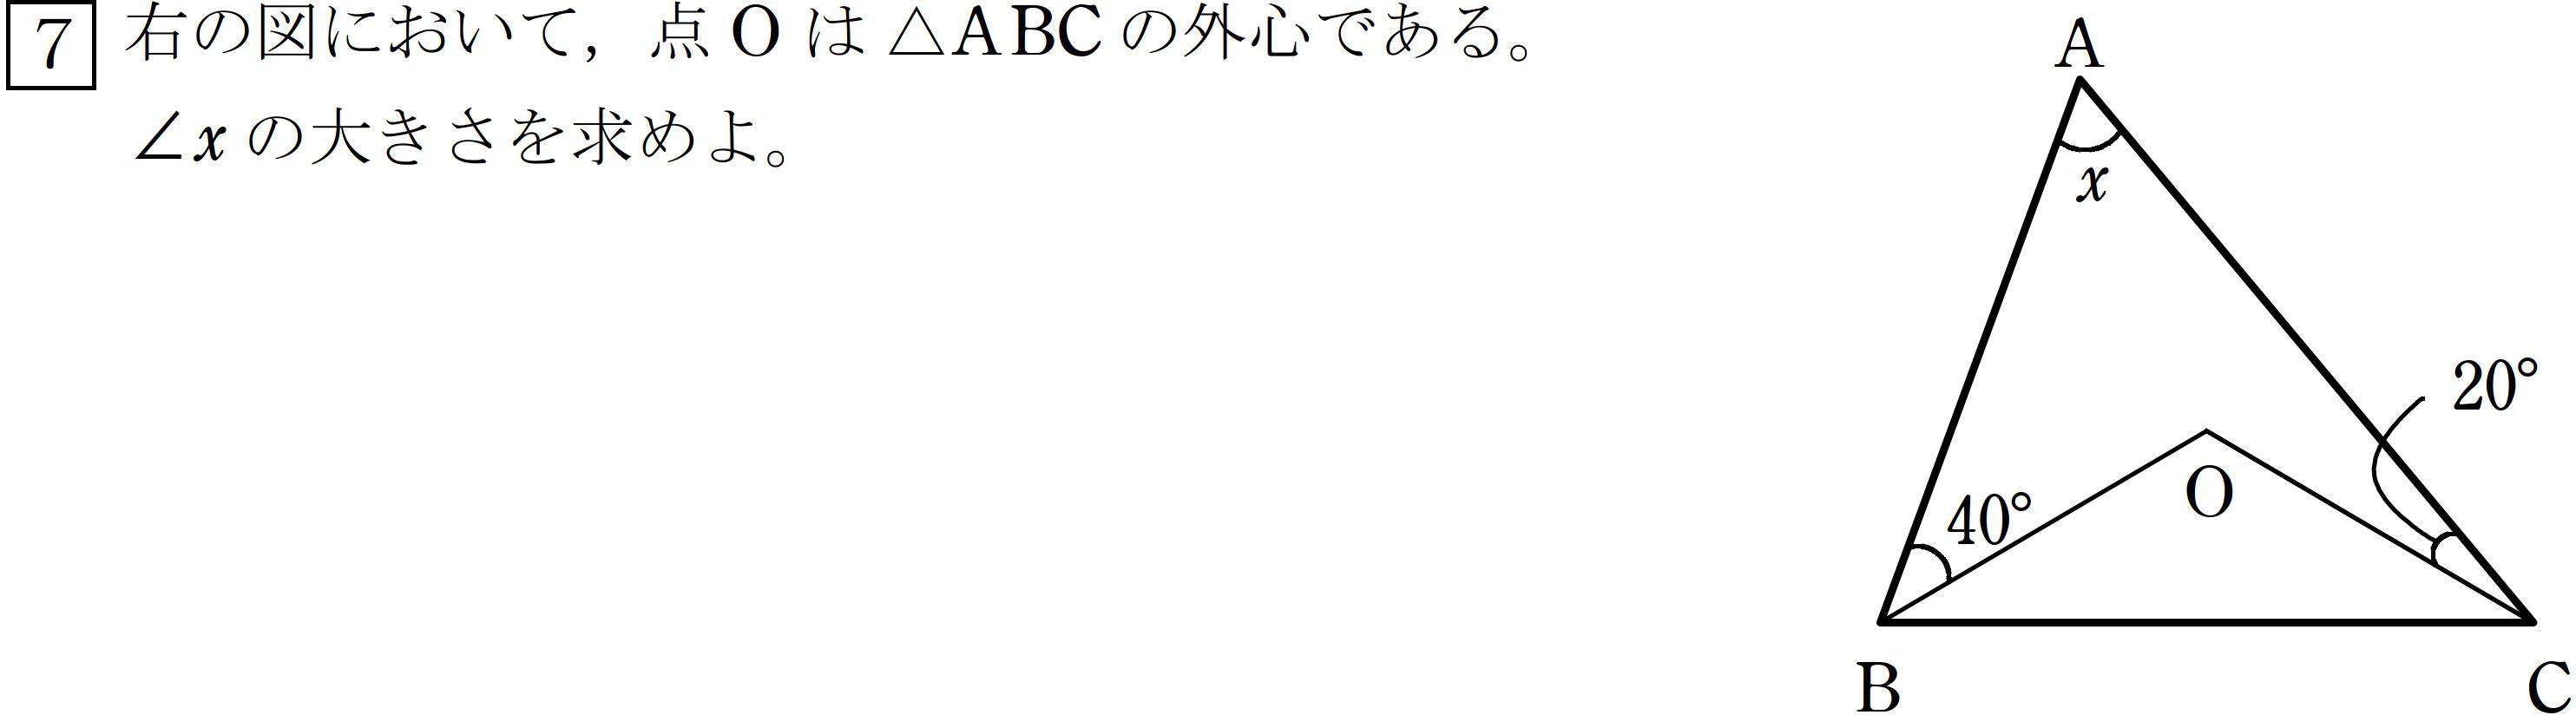 7 右の図において，点 O は △ABC の外心である。
∠x の大きさを求めよ。
A
x
20°
40°
O
B
C